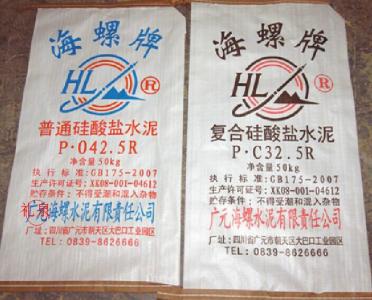 海螺牌
HL®
普通硅酸盐水泥
P·042.5R
净含量50kg
执行标准:GB175-2007
生产许可证号:XK08-001-04612
贮存条件:不得受潮和混入杂物
广元海螺水泥有限责任公司
厂址:四川省广元市朝天区大巴口工业园区
TEL:0839-8626666
海螺牌
HL®
复合硅酸盐水泥
P·C32.5R
净含量50kg
执行标准:GB175-2007
生产许可证号:XK08-001-04612
贮存条件:不得受潮和混入杂物
广元海螺水泥有限责任公司
厂址:四川省广元市朝天区大巴口工业园区
TEL:0839-8626666